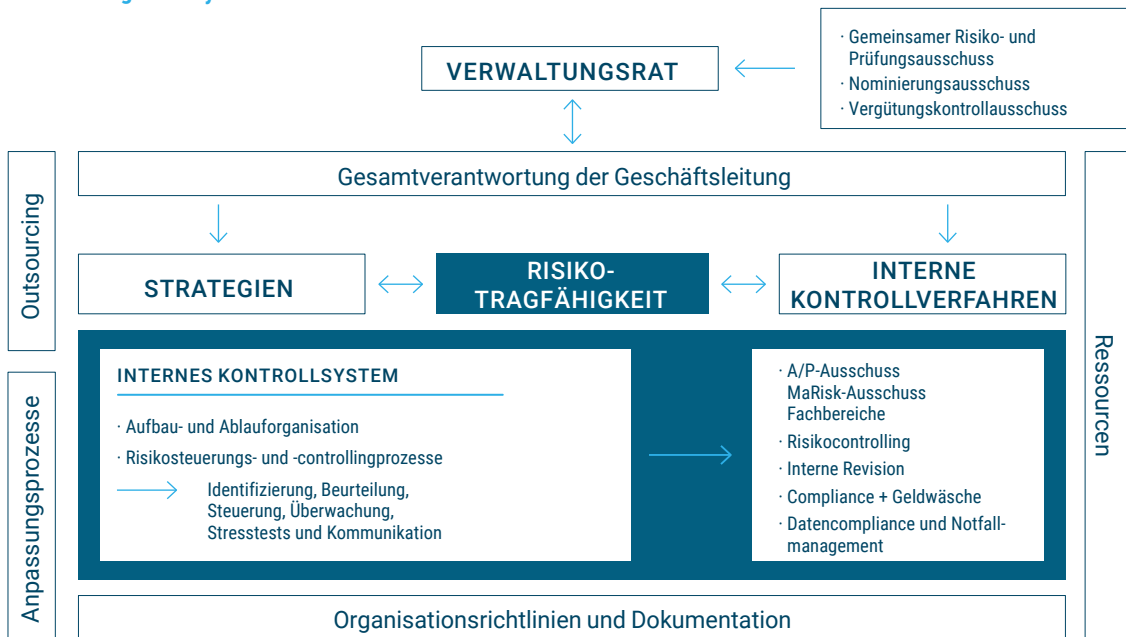 · Gemeinsamer Risiko- und
Prüfungsausschuss
· Nominierungsausschuss
· Vergütungskontrollausschuss
VERWALTUNGSRAT
Gesamtverantwortung der Geschäftsleitung
Outsourcing
STRATEGIEN
RISIKO-
TRAGFÄHIGKEIT
INTERNE
KONTROLLVERFAHREN
Ressourcen
Anpassungsprozesse
INTERNES KONTROLLSYSTEM
· Aufbau- und Ablauforganisation
· Risikosteuerungs- und -controllingprozesse
Identifizierung, Beurteilung,
Steuerung, Überwachung,
Stresstests und Kommunikation
· A/P-Ausschuss
MaRisk-Ausschuss
Fachbereiche
· Risikocontrolling
· Interne Revision
· Compliance + Geldwäsche
· Datencompliance und Notfall-
management
Organisationsrichtlinien und Dokumentation